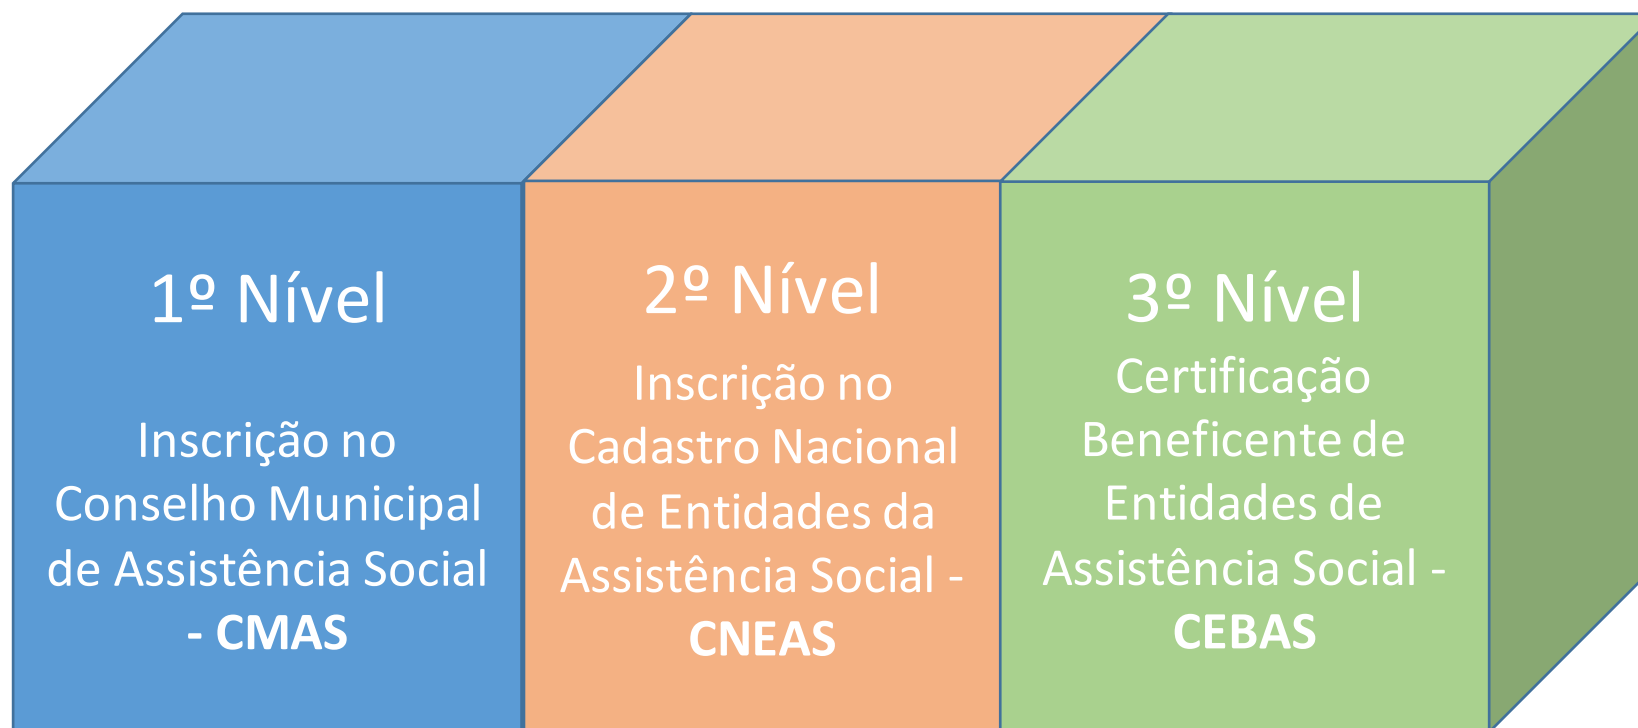 1º Nível
Inscrição no
Conselho Municipal
de Assistência Social
- CMAS
2º Nível
Inscrição no
Cadastro Nacional
de Entidades da
Assistência Social -
CNEAS
3º Nível
Certificação
Beneficente de
Entidades de
Assistência Social -
CEBAS